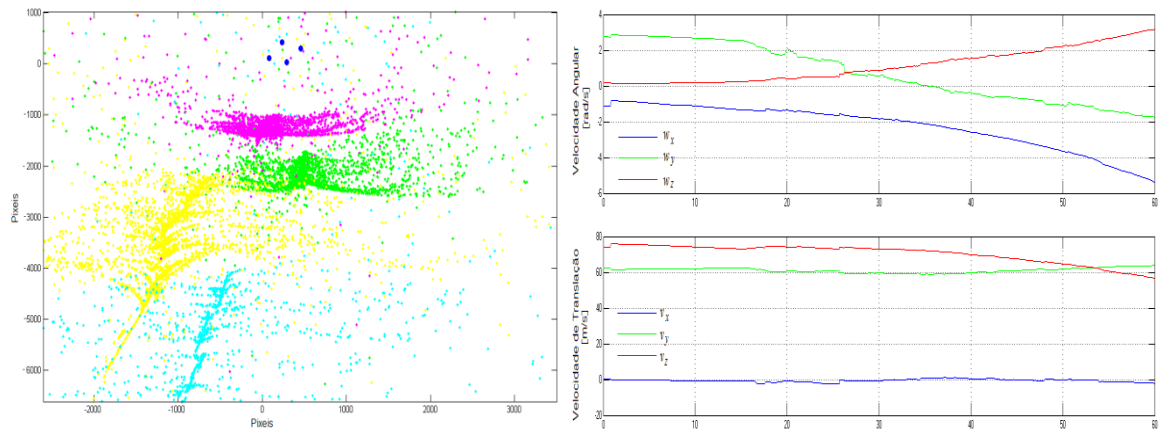 1000
0
-1000
-2000
-3000
-4000
-5000
-6000
Pixeis
-2000 -1000 0 1000 2000 3000
Pixeis
4
2
0
-2
-4
-6
Velocidade Angular
[rad/s]
w_x
w_y
w_z
0 10 20 30 40 50 60
80
60
40
20
0
-20
Velocidade de Translação
[m/s]
v_x
v_y
v_z
0 10 20 30 40 50 60